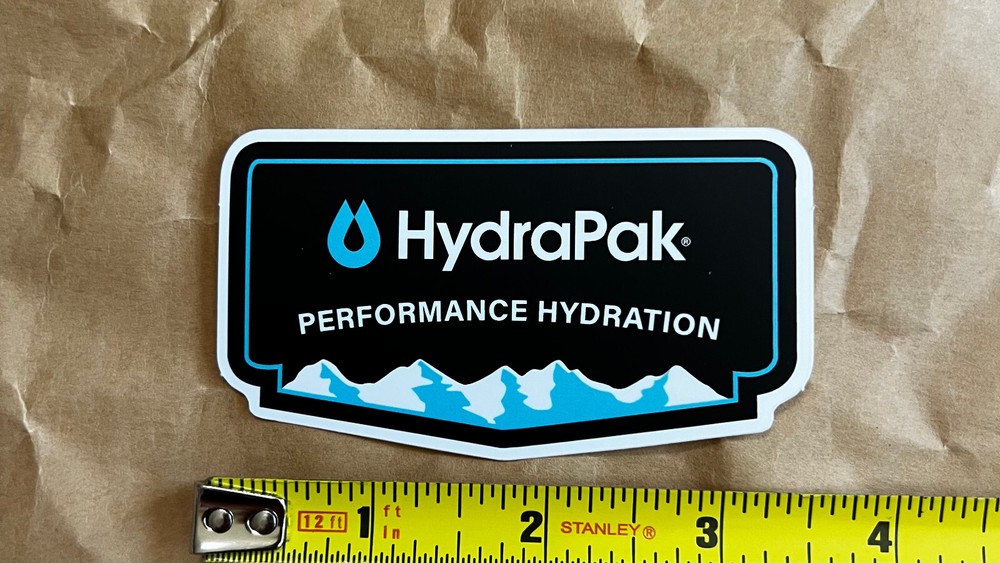 HydraPak®
PERFORMANCE HYDRATION
12 ft 1 ft 2 STANLEY® 3 4
in